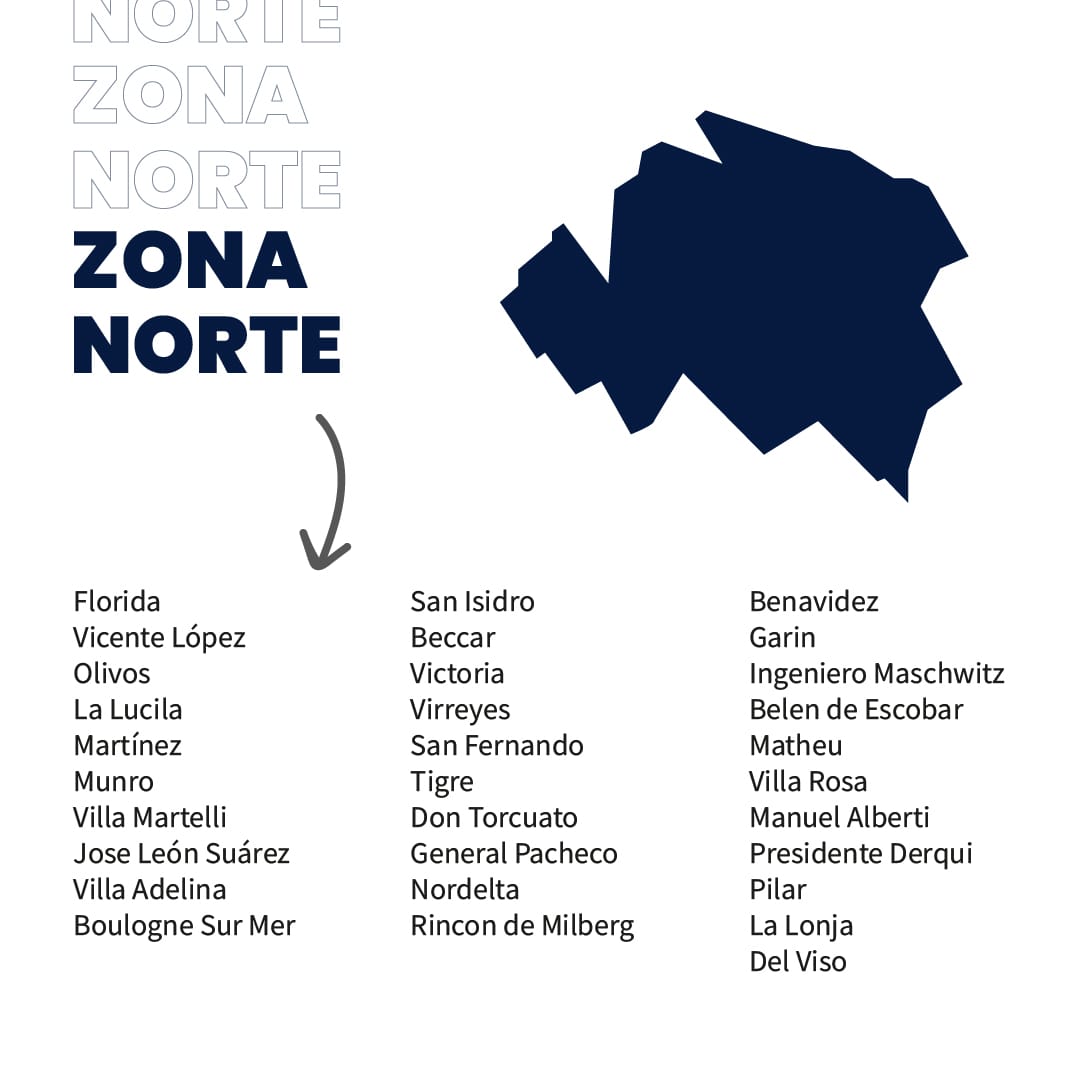 NORTE
ZONA
NORTE
ZONA
NORTE
Florida
Vicente López
Olivos
La Lucila
Martínez
Munro
Villa Martelli
Jose León Suárez
Villa Adelina
Boulogne Sur Mer
San Isidro
Beccar
Victoria
Virreyes
San Fernando
Tigre
Don Torcuato
General Pacheco
Nordelta
Rincon de Milberg
Benavidez
Garin
Ingeniero Maschwitz
Belen de Escobar
Matheu
Villa Rosa
Manuel Alberti
Presidente Derqui
Pilar
La Lonja
Del Viso